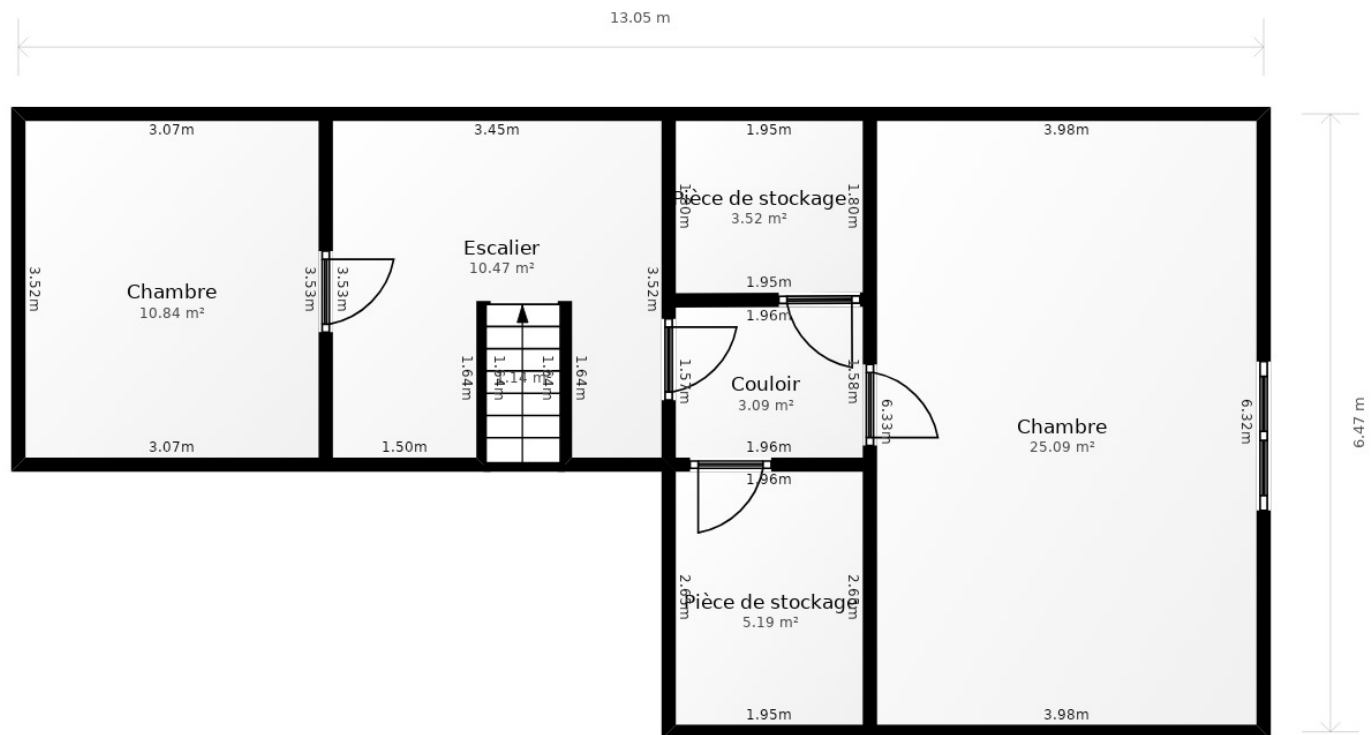 13.05 m
3.07m
3.45m
1.95m
3.98m
Pièce de stockage
3.52 m²
1.80m
1.80m
Escalier
10.47 m²
Chambre
10.84 m²
3.52m
3.53m
3.53m
3.52m
1.95m
1.96m
1.64m
1.64m
1.57m
Couloir
3.09 m²
1.58m
6.33m
Chambre
25.09 m²
6.32m
6.47 m
3.07m
1.50m
1.96m
1.96m
Pièce de stockage
5.19 m²
1.95m
3.98m